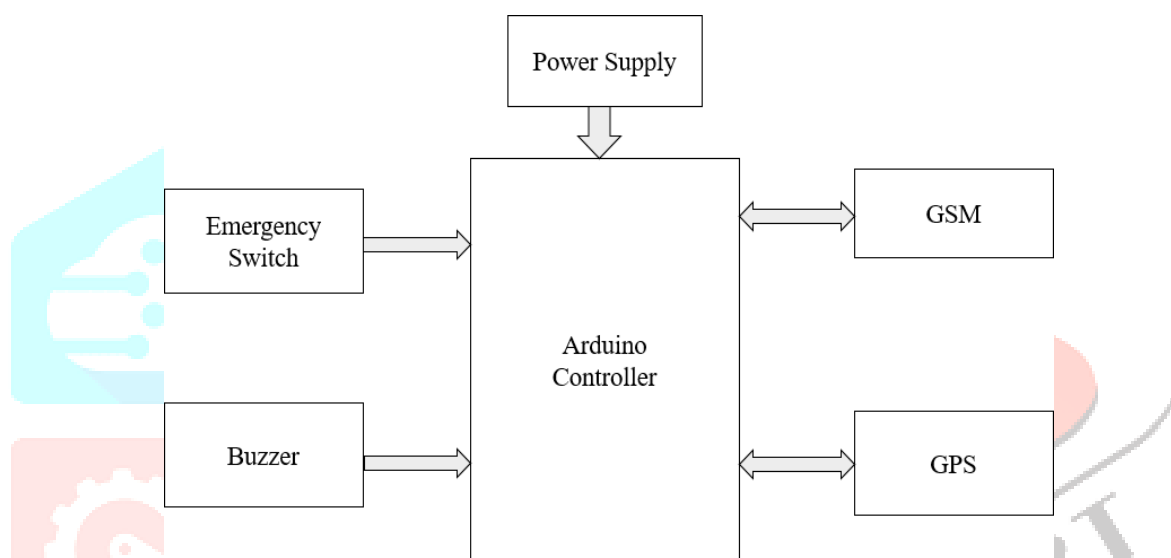 Power Supply
Emergency
Switch
GSM
Arduino
Controller
Buzzer
GPS